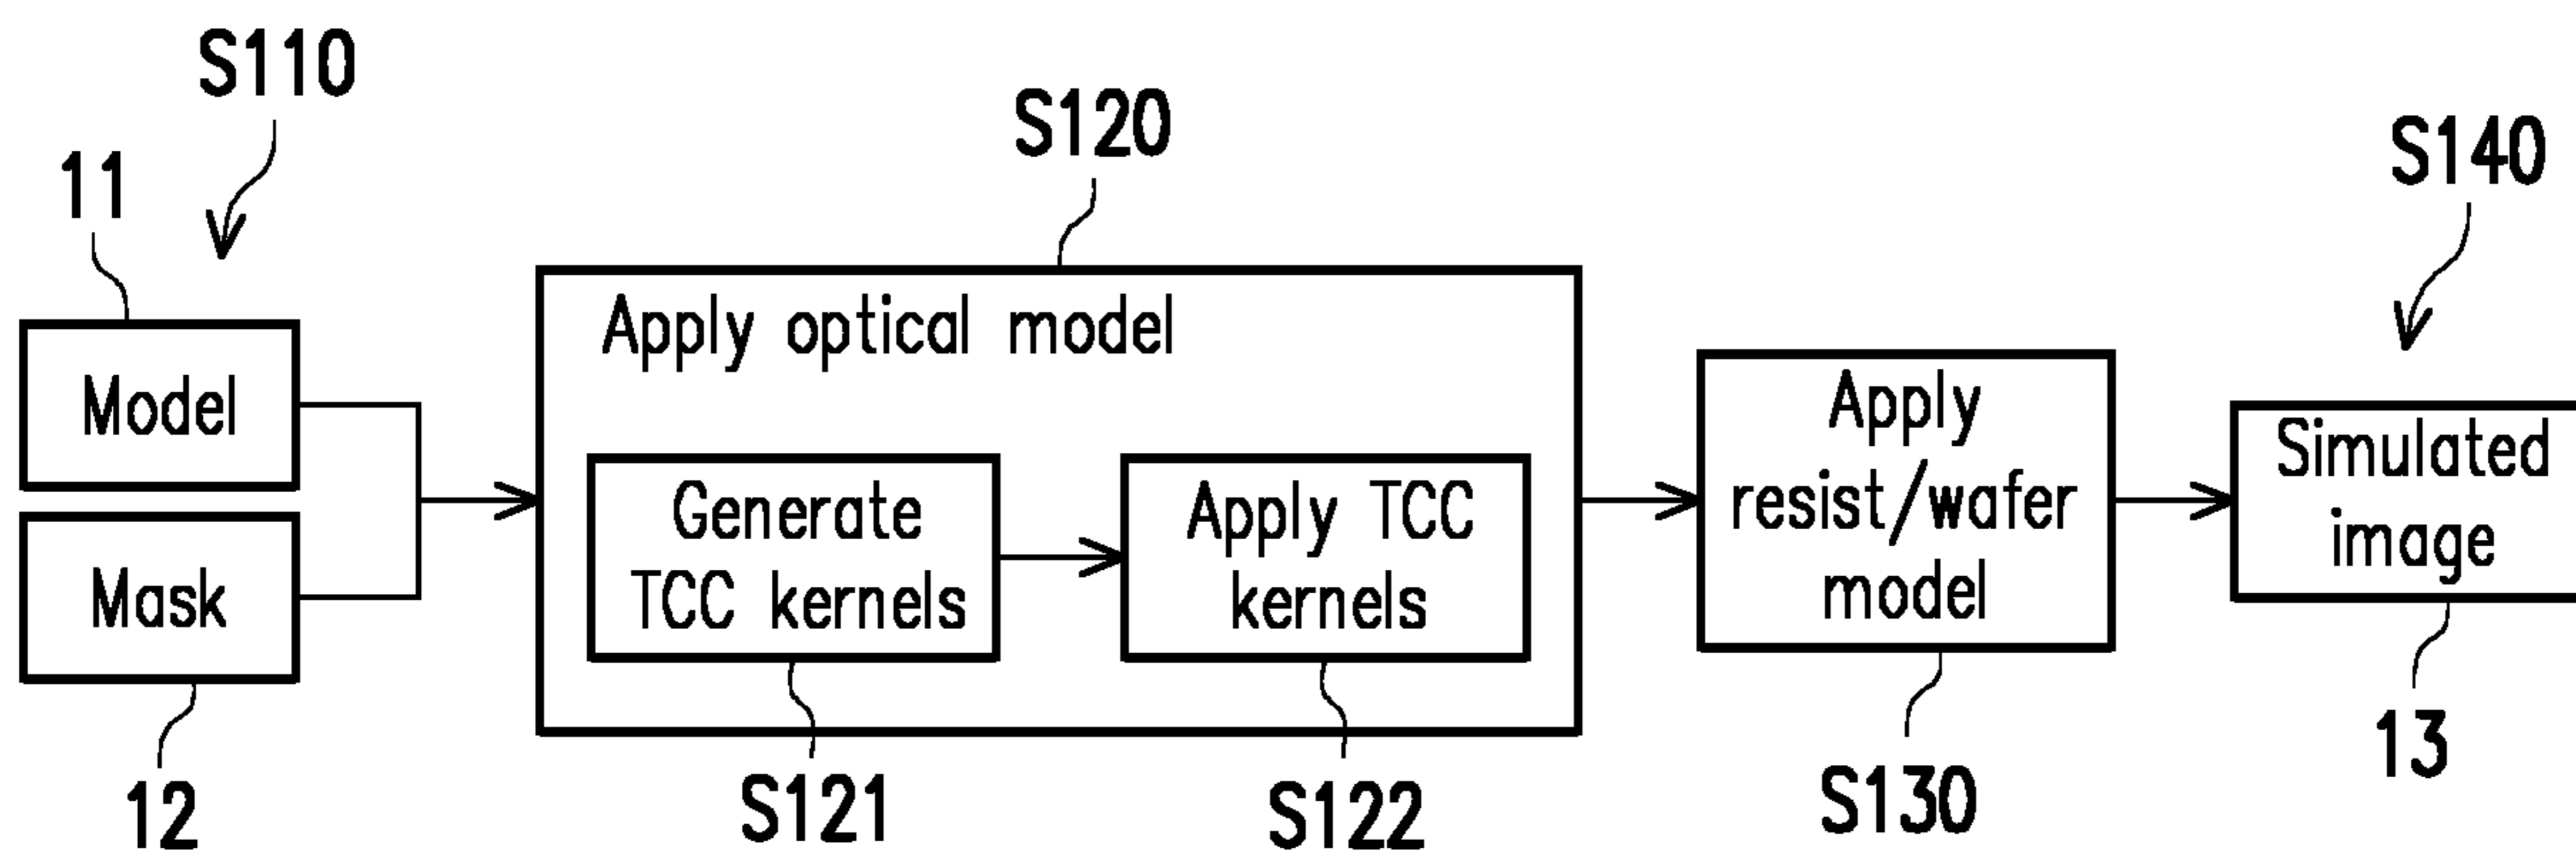 S110
11
Model
Mask
12
S120
Apply optical model
Generate
TCC kernels
S121
Apply TCC
kernels
S122
Apply
resist/wafer
model
S130
S140
Simulated
image
13